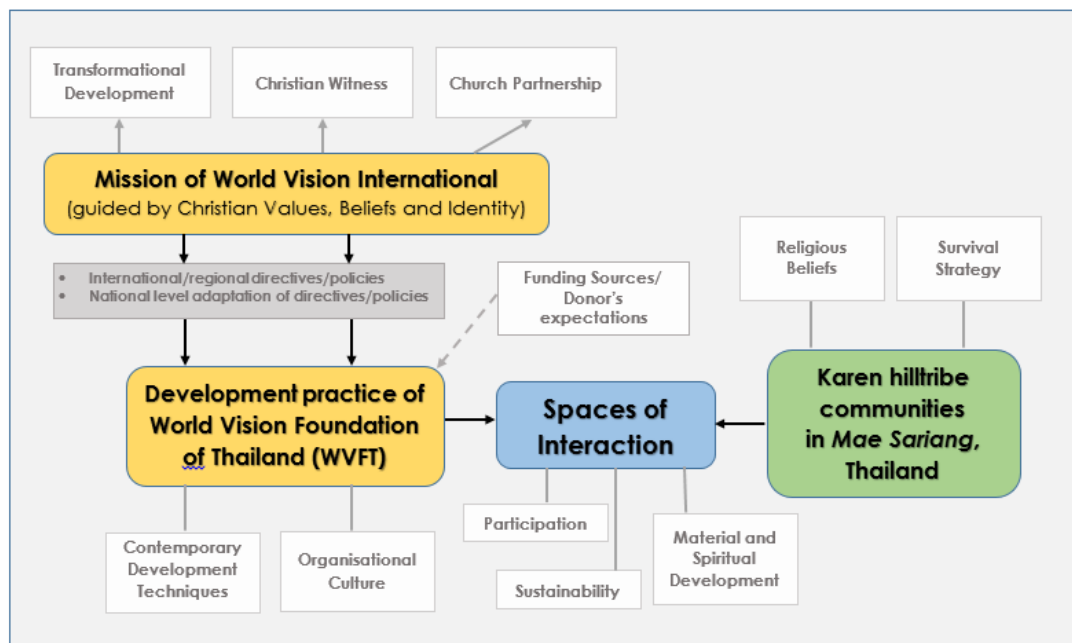 Transformational
Development
Christian Witness
Church Partnership
Mission of World Vision International
(guided by Christian Values, Beliefs and Identity)
• International/regional directives/policies
• National level adaptation of directives/policies
Funding Sources/
Donor's
expectations
Religious
Beliefs
Survival
Strategy
Development practice of
World Vision Foundation
of Thailand (WVFT)
Spaces of
Interaction
Karen hilltribe
communities
in Mae Sariang,
Thailand
Contemporary
Development
Techniques
Organisational
Culture
Participation
Sustainability
Material and
Spiritual
Development